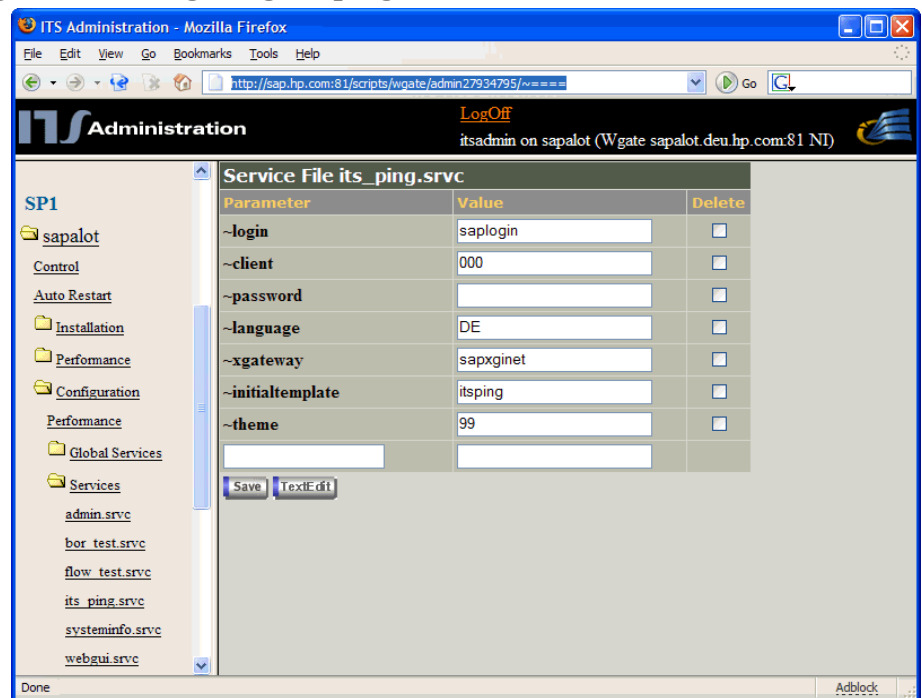 ITS Administration - Mozilla Firefox
File Edit View Go Bookmarks Tools Help
http://sap.hp.com:81/scripts/wgate/admin27934795/~==== Go G
ITS Administration
LogOff
itsadmin on sapalot (Wgate sapalot.deu.hp.com:81 NI)
SP1
sapalot
Control
Auto Restart
Installation
Performance
Configuration
Performance
Global Services
Services
admin.srvc
bor_test.srvc
flow_test.srvc
its_ping.srvc
systeminfo.srvc
webgui.srvc
Service File its_ping.srvc
Parameter Value Delete
~login saplogin
~client 000
~password
~language DE
~xgateway sapxginet
~initialtemplate itsping
~theme 99
Save TextEdit
Done Adblock